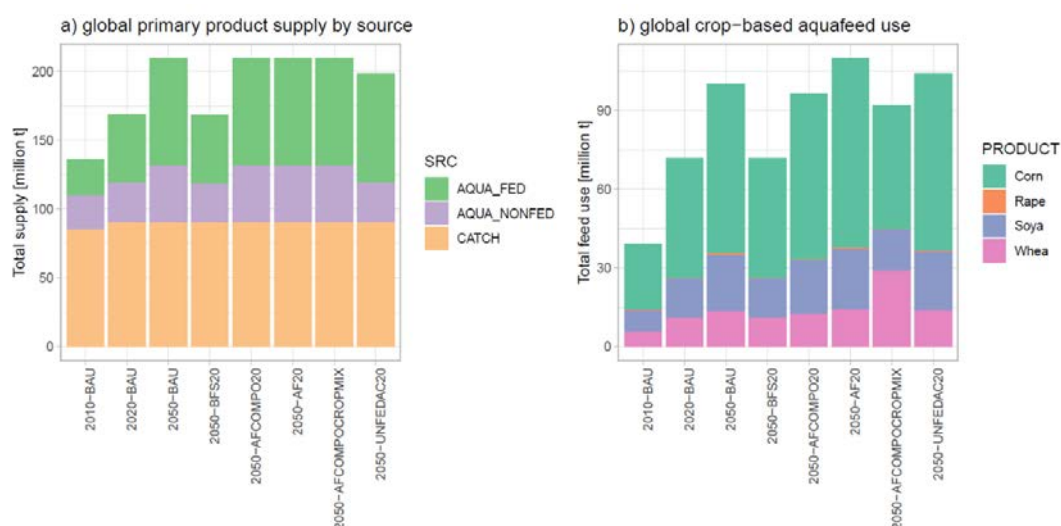 a) global primary product supply by source
Total supply [million t]
200
150
100
50
0
2010-BAU
2020-BAU
2050-BAU
2050-BFS20
2050-AFCOMPO20
2050-AF20
2050-AFCOMPOCROPMIX
2050-UNFEDAC20
SRC
AQUA_FED
AQUA_NONFED
CATCH
b) global crop-based aquafeed use
Total feed use [million t]
90
60
30
0
2010-BAU
2020-BAU
2050-BAU
2050-BFS20
2050-AFCOMPO20
2050-AF20
2050-AFCOMPOCROPMIX
2050-UNFEDAC20
PRODUCT
Corn
Rape
Soya
Whea